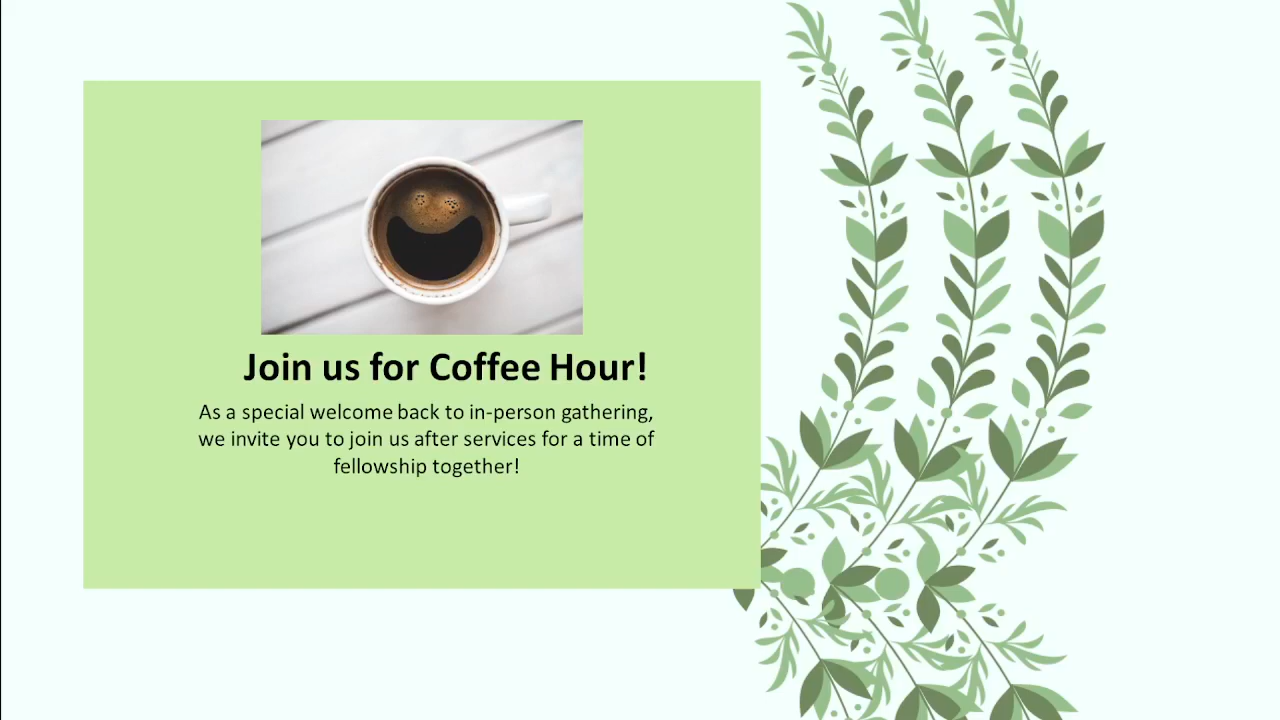 Join us for Coffee Hour!
As a special welcome back to in-person gathering,
we invite you to join us after services for a time of
fellowship together!